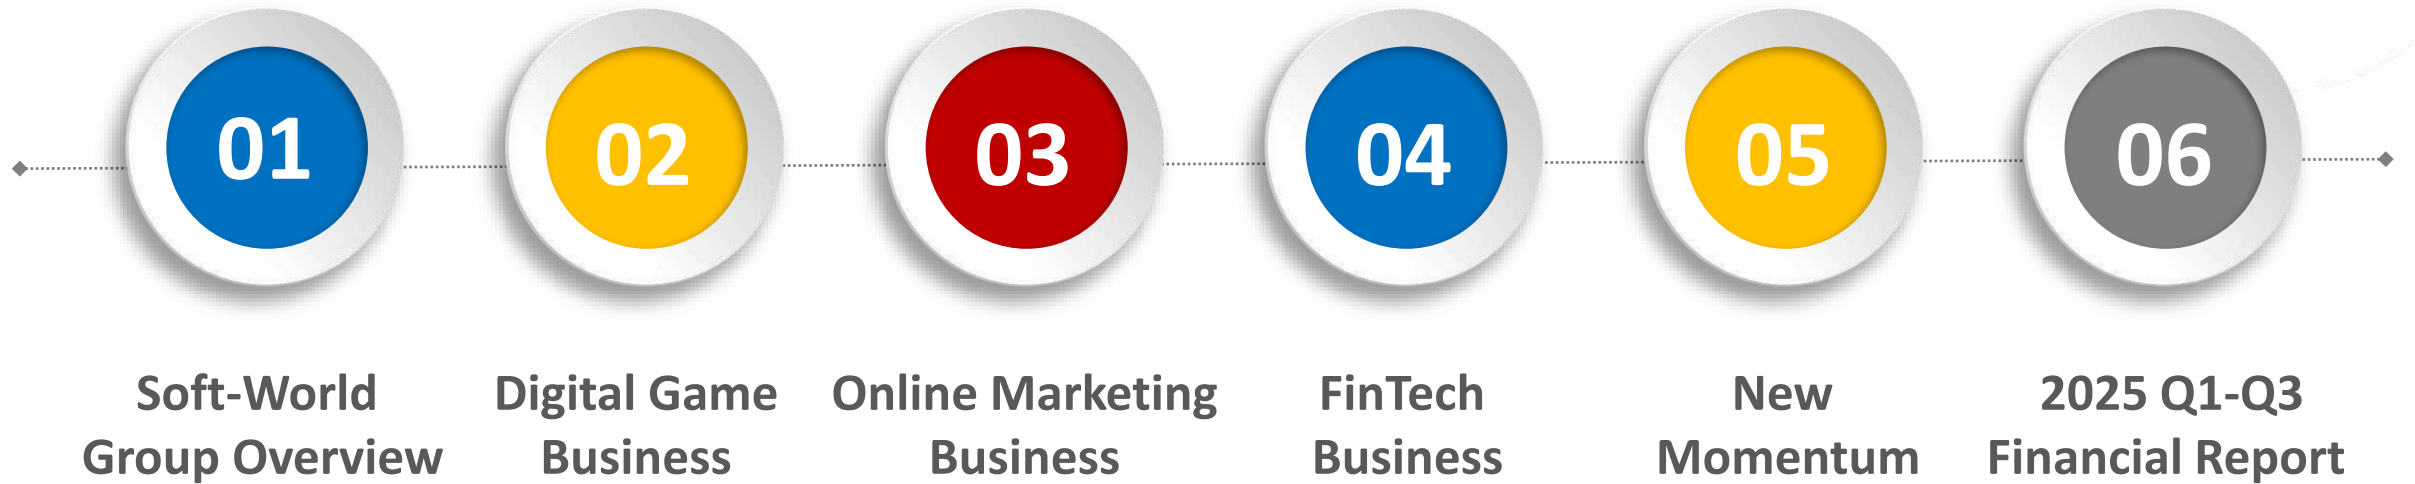 01
Soft-World
Group Overview
02
Digital Game
Business
03
Online Marketing
Business
04
FinTech
Business
05
New
Momentum
06
2025 Q1-Q3
Financial Report